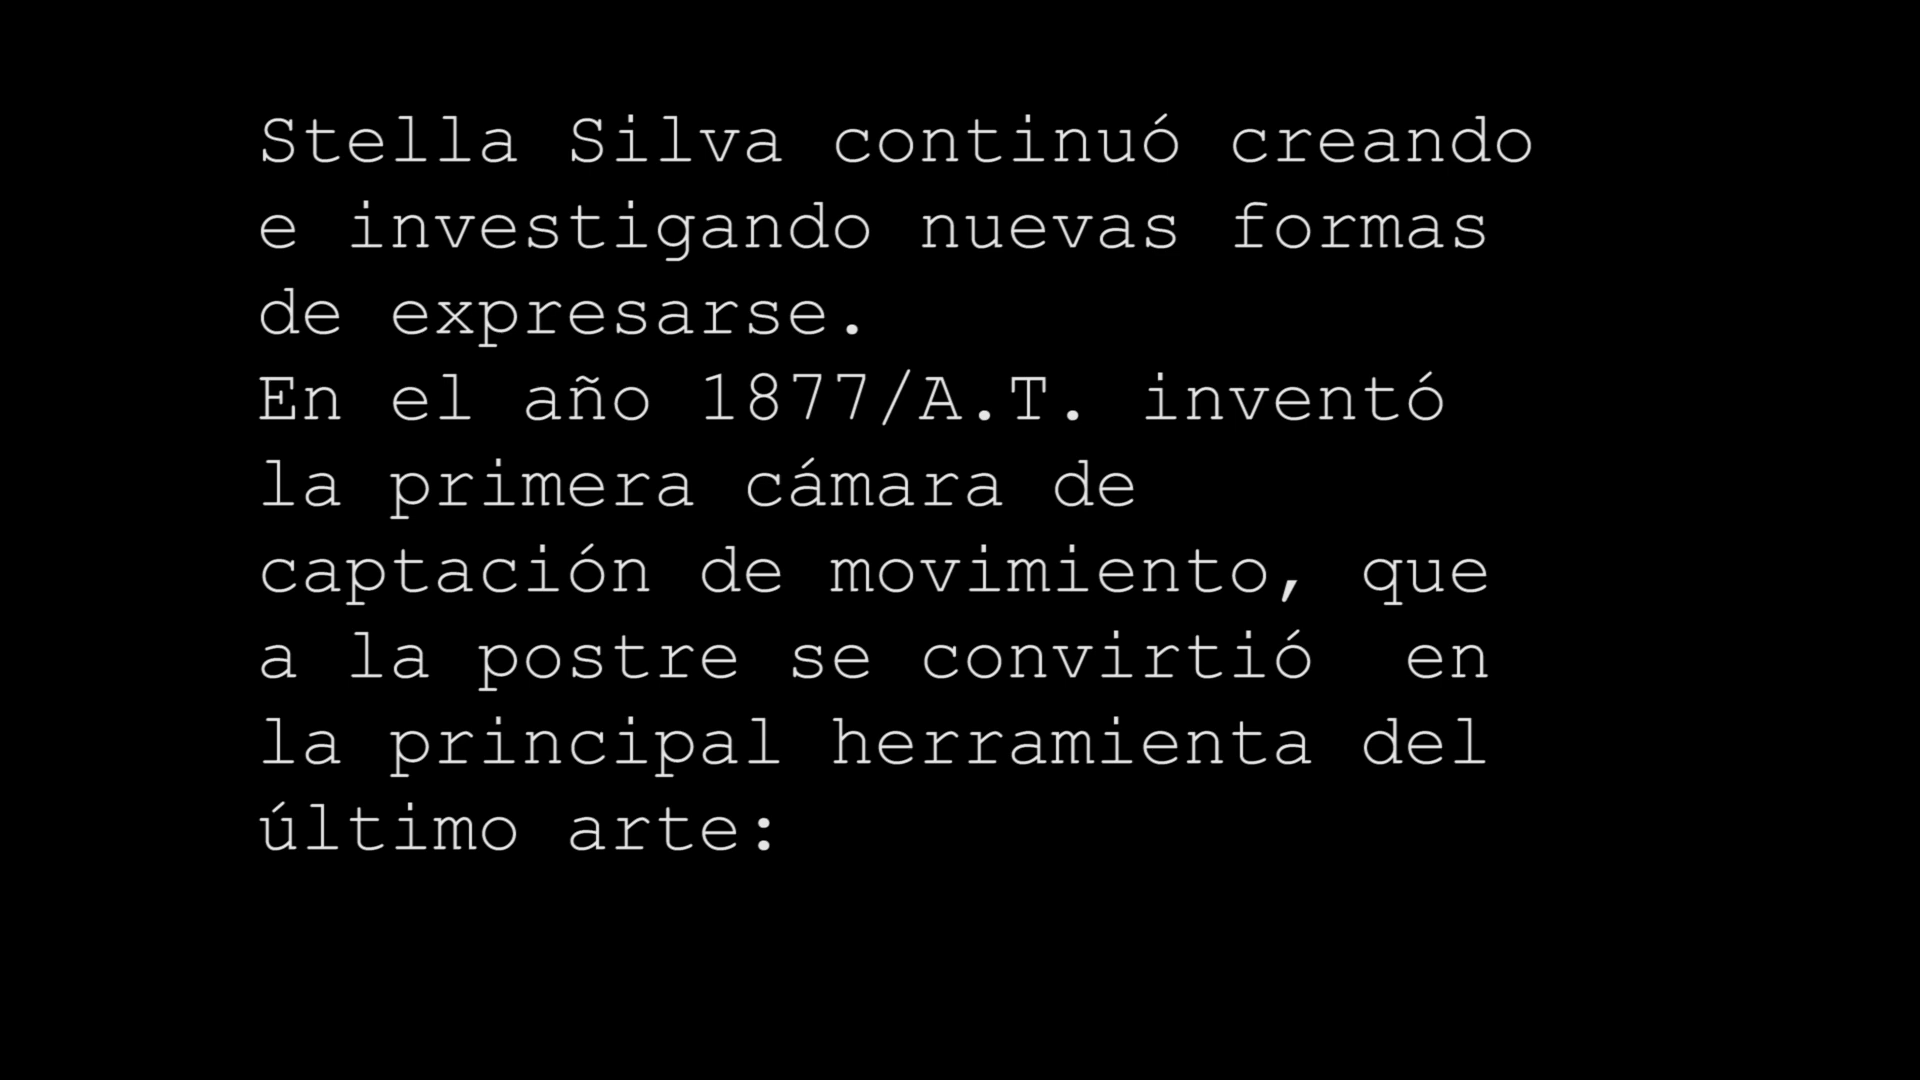 Stella Silva continuó creando
e investigando nuevas formas
de expresarse.
En el año 1877/A.T. inventó
la primera cámara de
captación de movimiento, que
a la postre se convirtió  en
la principal herramienta del
último arte: